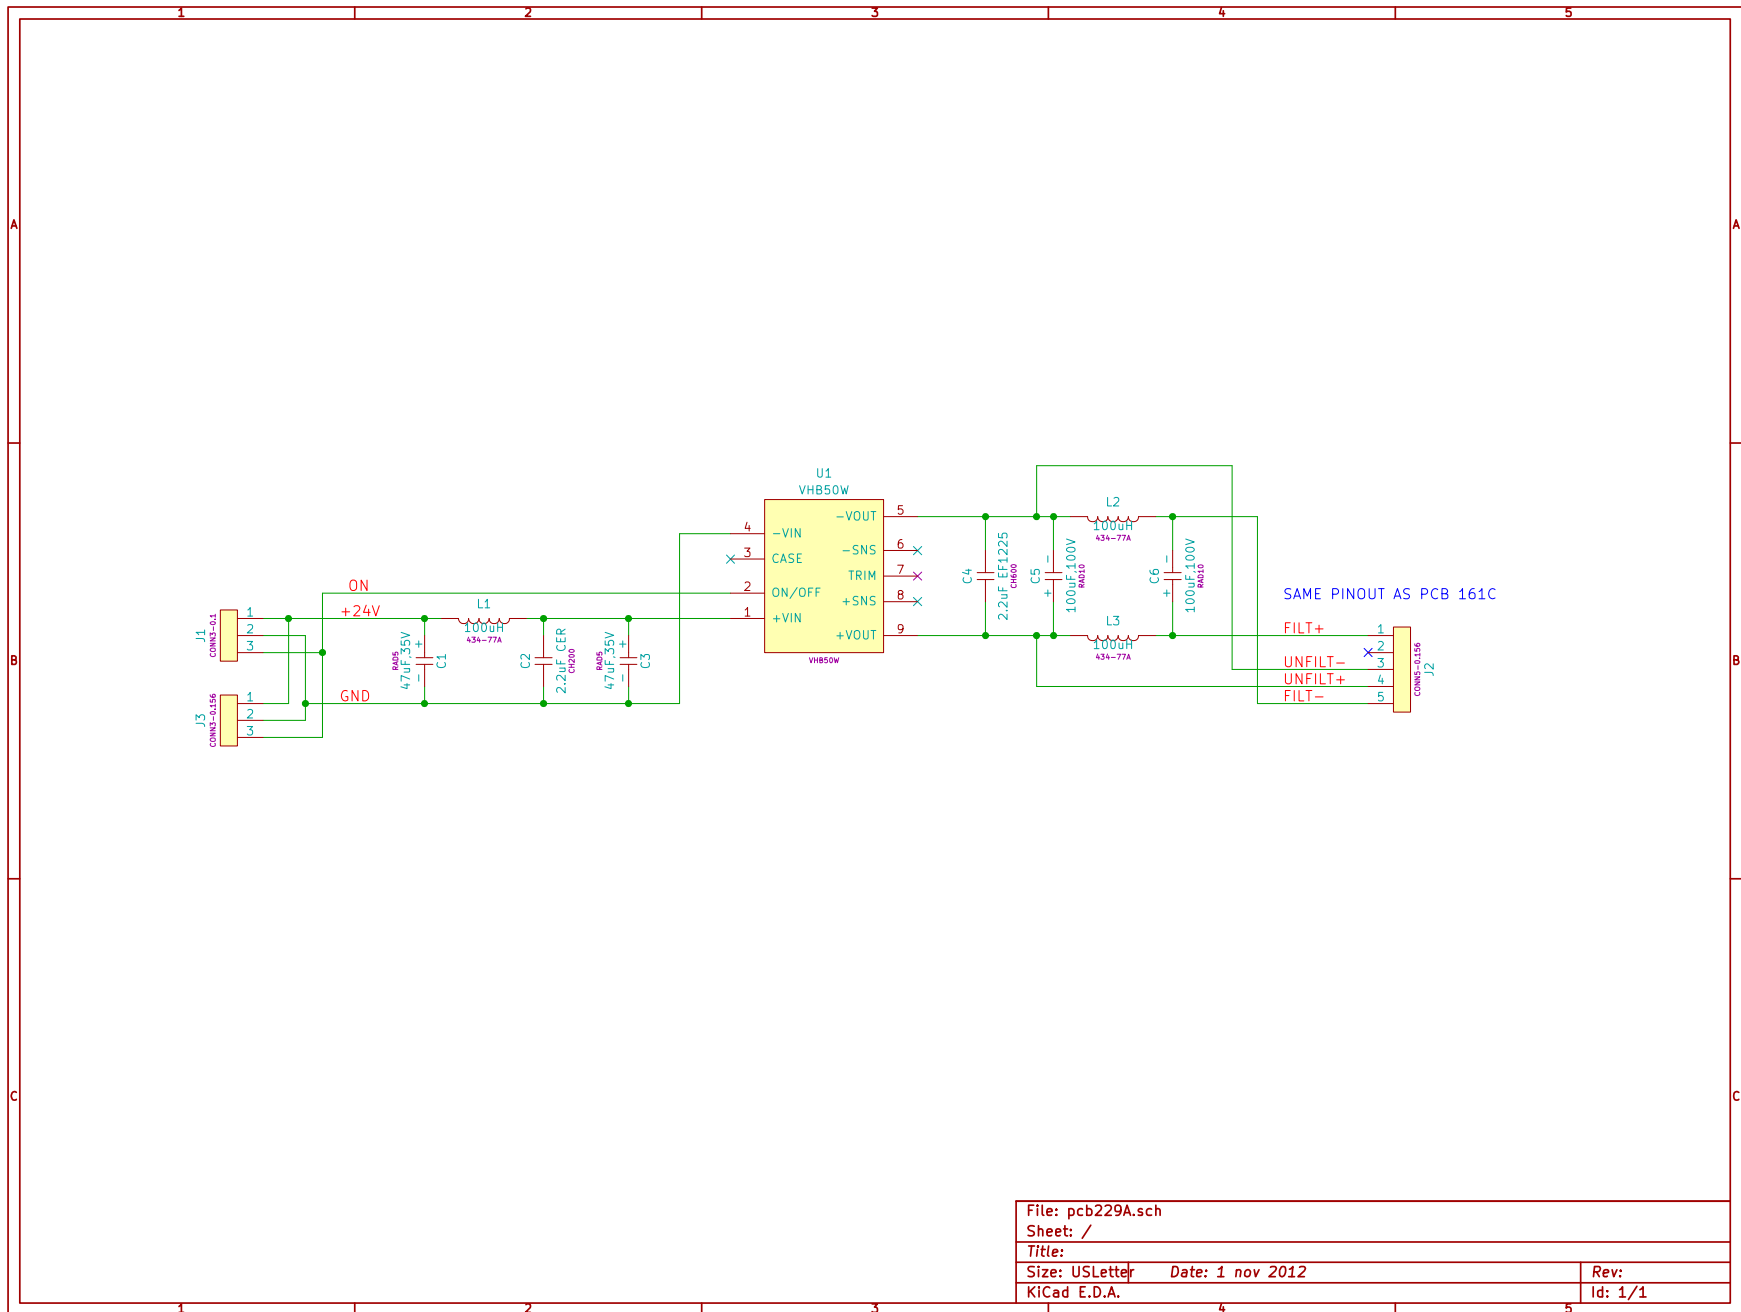 1 2 3 4 5
A A
U1
VHB50W
4 -VIN
3 CASE
2 ON/OFF
1 +VIN
-VOUT 5
-SNS 6
TRIM 7
+SNS 8
+VOUT 9
VHB50W
ON
+24V
GND
J1
CONN3-0.1
1
2
3
J3
CONN3-0.156
1
2
3
RAD5
47uF,35V
+
-
C1
L1
100uH
434-77A
C2
2.2uF CER
CH200
RAD5
47uF,35V
+
-
C3
C4
2.2uF EF1225
CH600
C5
-
+
100uF,100V
RAD10
L2
100uH
434-77A
L3
100uH
434-77A
C6
-
+
100uF,100V
RAD10
SAME PINOUT AS PCB 161C
FILT+ 1
2
UNFILT- 3
UNFILT+ 4
FILT- 5
CONN5-0.156
J2
B B
C C
File: pcb229A.sch
Sheet: /
Title:
Size: USLetter Date: 1 nov 2012 Rev:
KiCad E.D.A. Id: 1/1
1 2 3 4 5